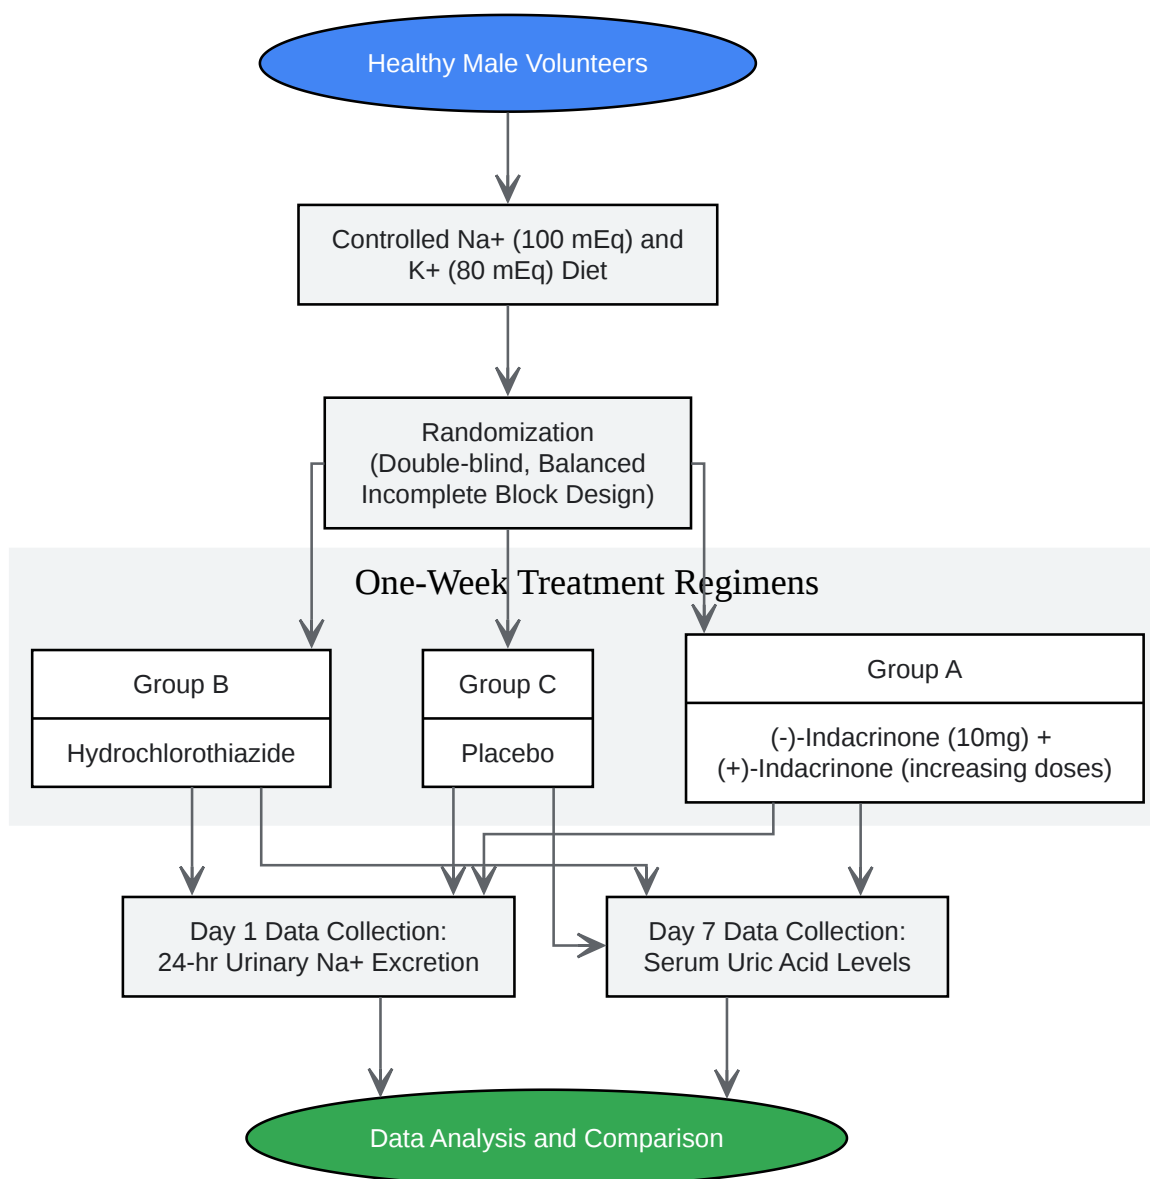 Healthy Male Volunteers
Controlled Na+ (100 mEq) and
K+ (80 mEq) Diet
Randomization
(Double-blind, Balanced
Incomplete Block Design)
One-Week Treatment Regimens
Group B
Hydrochlorothiazide
Group C
Placebo
Group A
(-)-Indacrinone (10mg) +
(+)-Indacrinone (increasing doses)
Day 1 Data Collection:
24-hr Urinary Na+ Excretion
Day 7 Data Collection:
Serum Uric Acid Levels
Data Analysis and Comparison